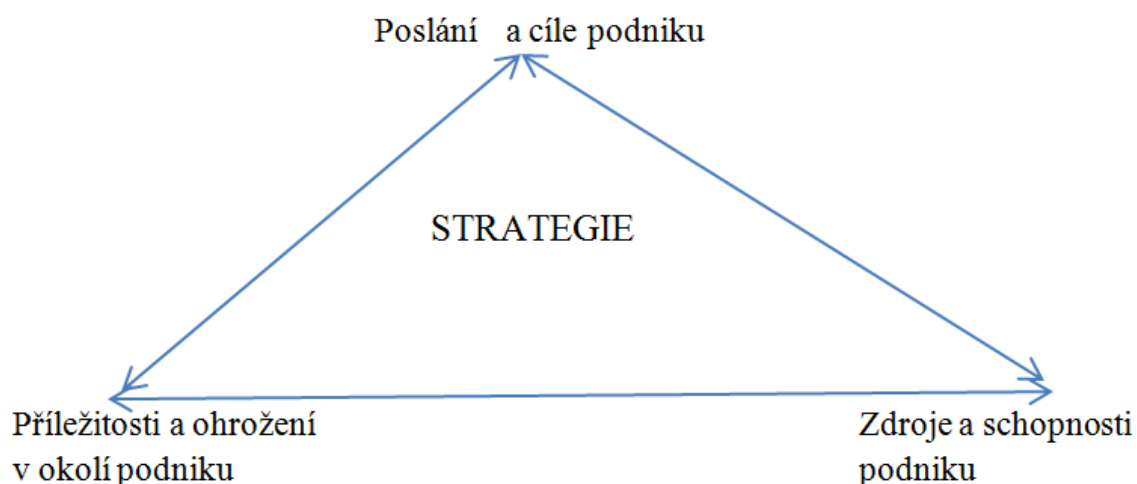 Poslání a cíle podniku
STRATEGIE
Příležitosti a ohrožení
v okolí podniku
Zdroje a schopnosti
podniku